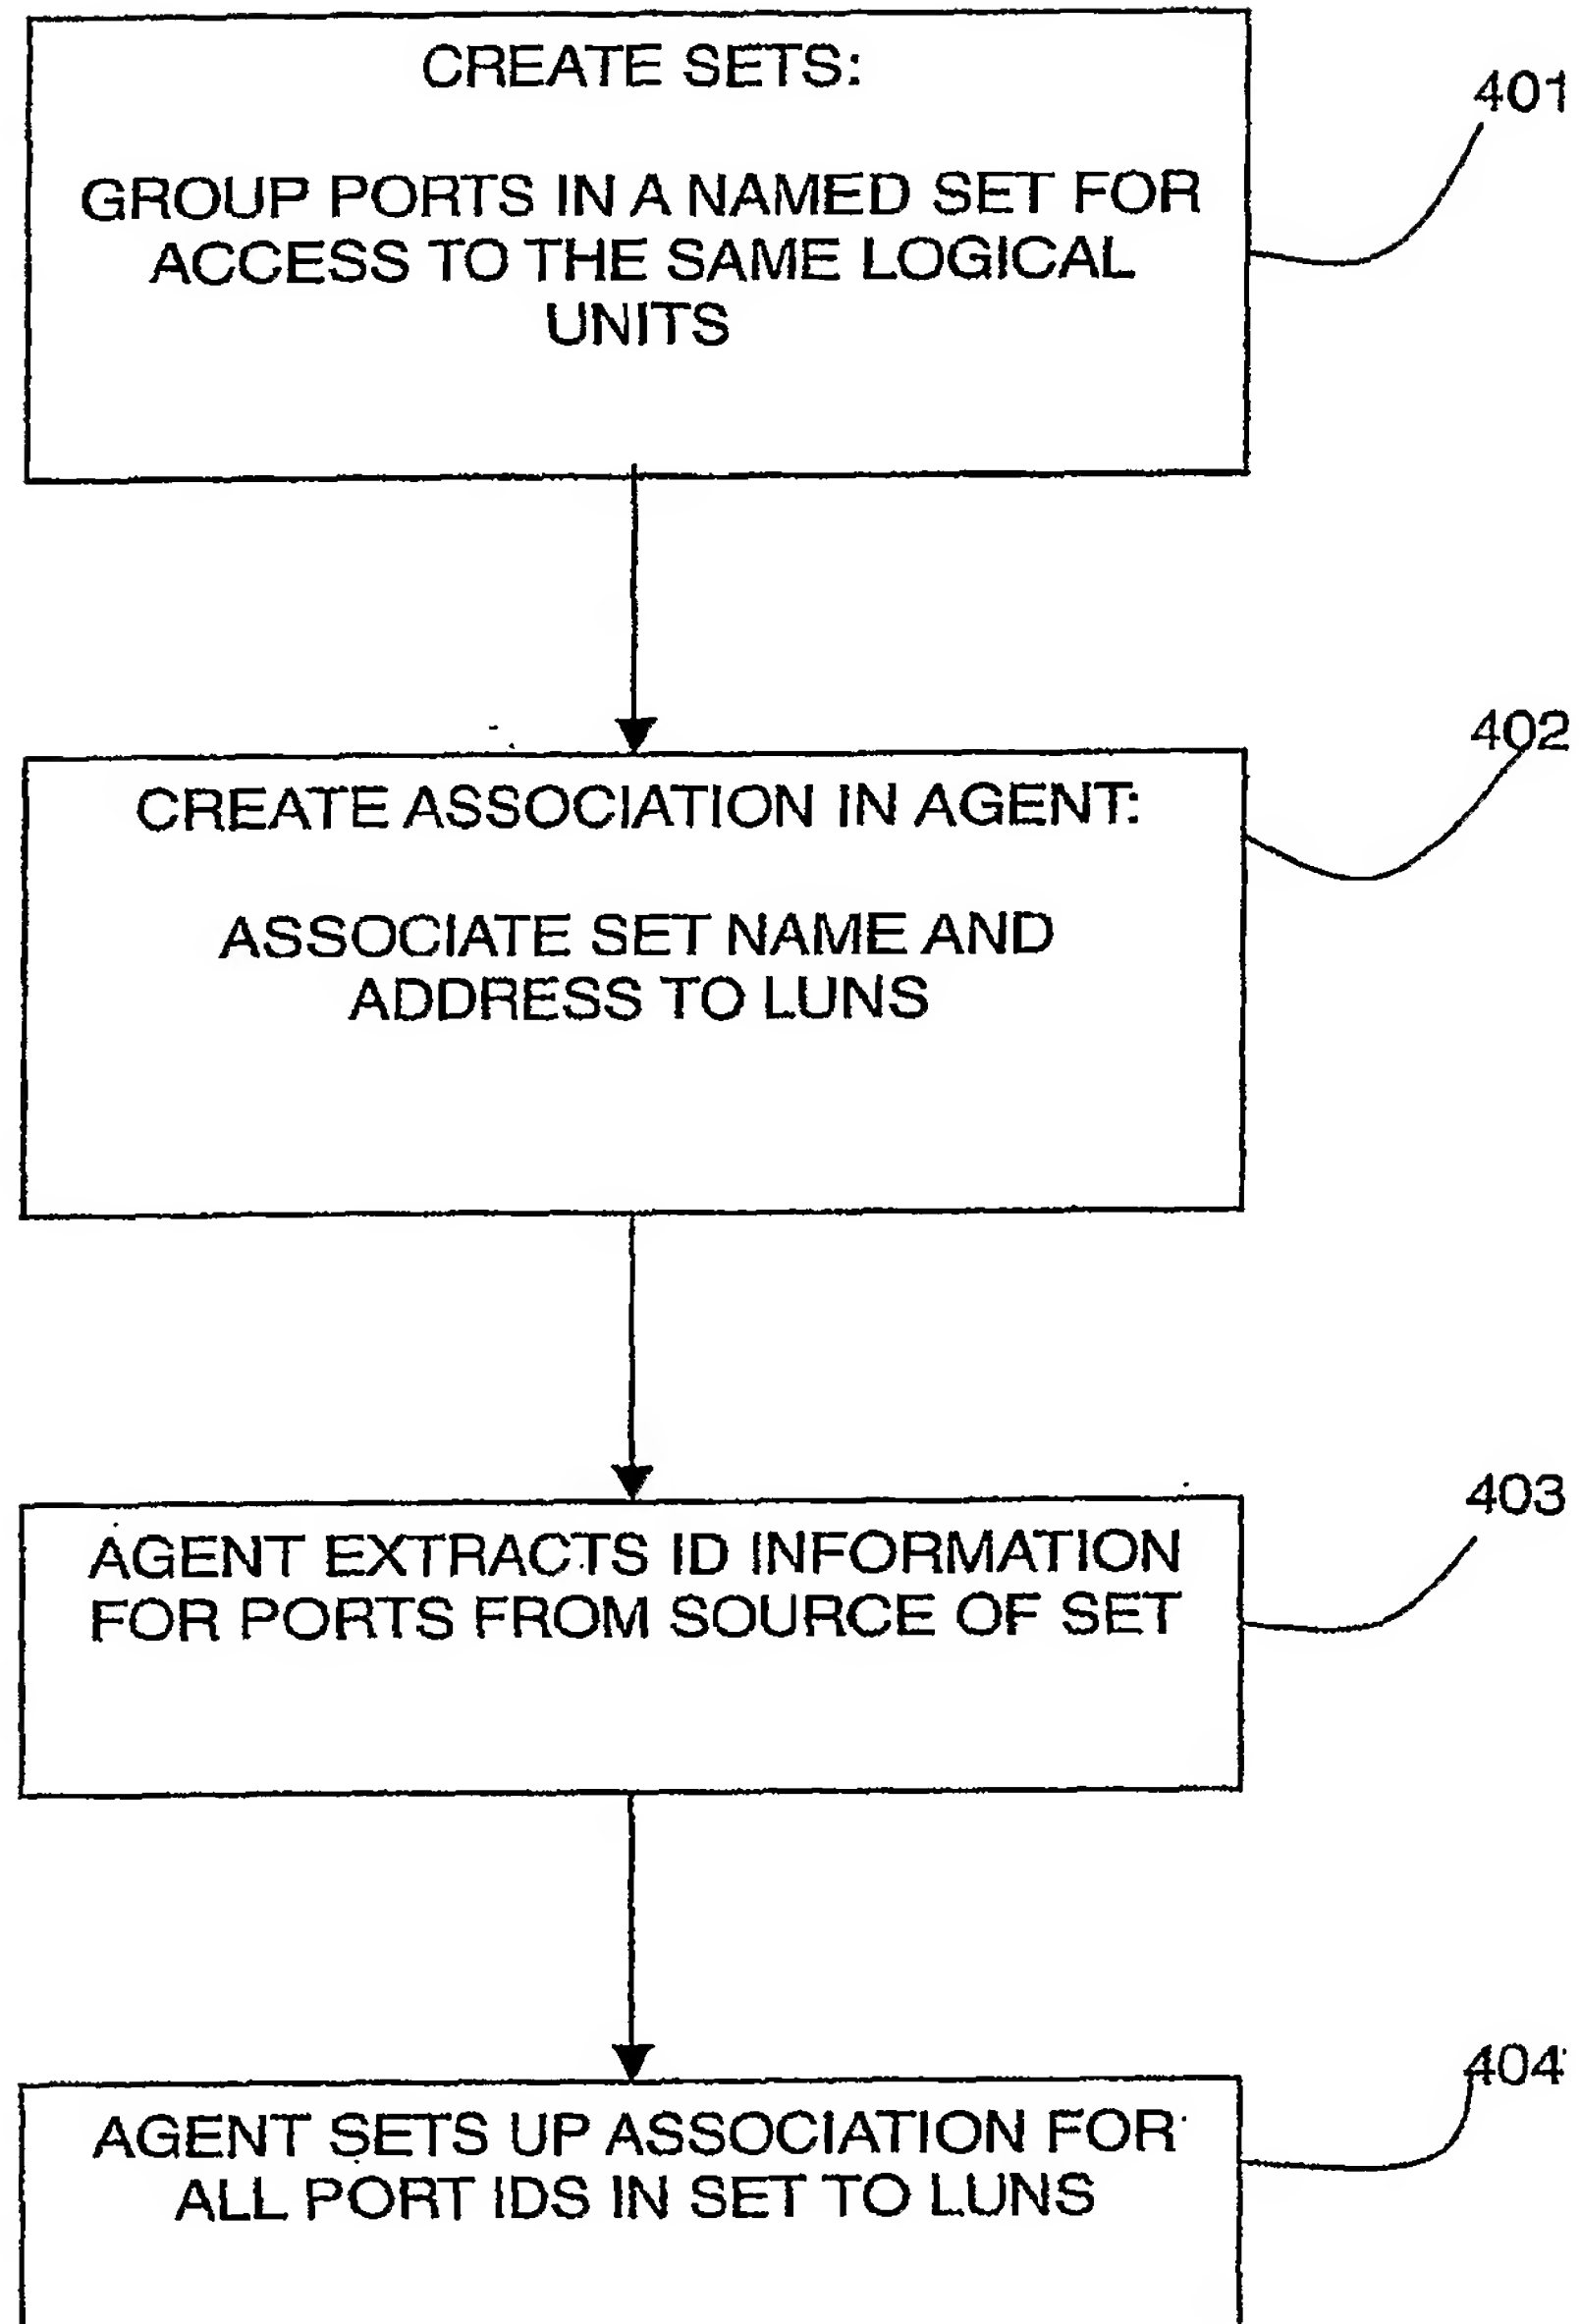 CREATE SETS:
401
GROUP PORTS IN A NAMED SET FOR
ACCESS TO THE SAME LOGICAL
UNITS
402
CREATE ASSOCIATION IN AGENT:
ASSOCIATE SET NAME AND
ADDRESS TO LUNS
403
AGENT EXTRACTS ID INFORMATION
FOR PORTS FROM SOURCE OF SET
404
AGENT SETS UP ASSOCIATION FOR
ALL PORT IDS IN SET TO LUNS